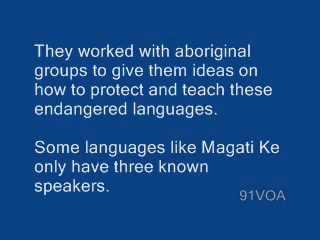 They worked with aboriginal
groups to give them ideas on
how to protect and teach these
endangered languages.
Some languages like Magati Ke
only have three known
speakers.
91VOA